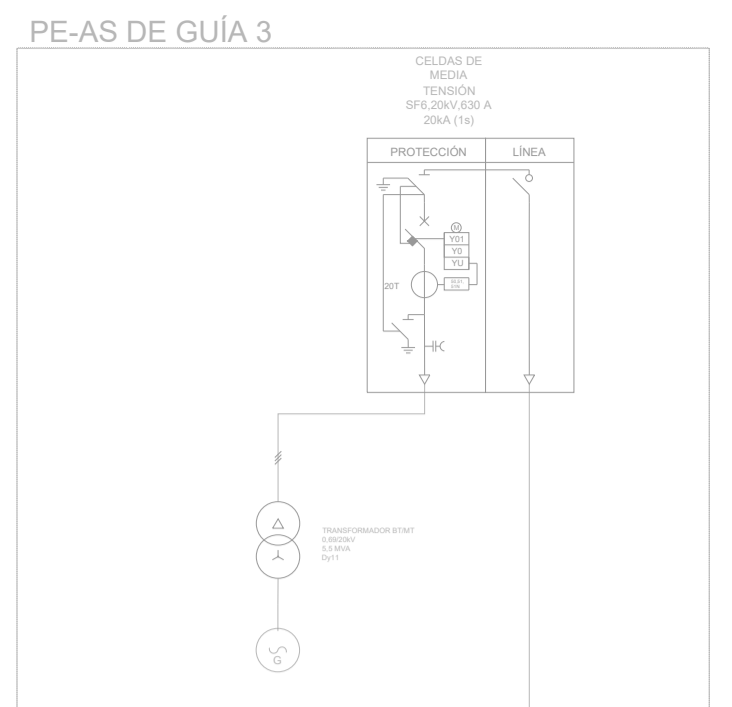 PE-AS DE GUÍA 3
CELDAS DE
MEDIA
TENSIÓN
SF6,20kV,630 A
20kA (1s)
PROTECCIÓN
LÍNEA
M
Y01
Y0
YU
20T
TRANSFORMADOR BT/MT
0,69/20kV
5,5 MVA
Dy11
G